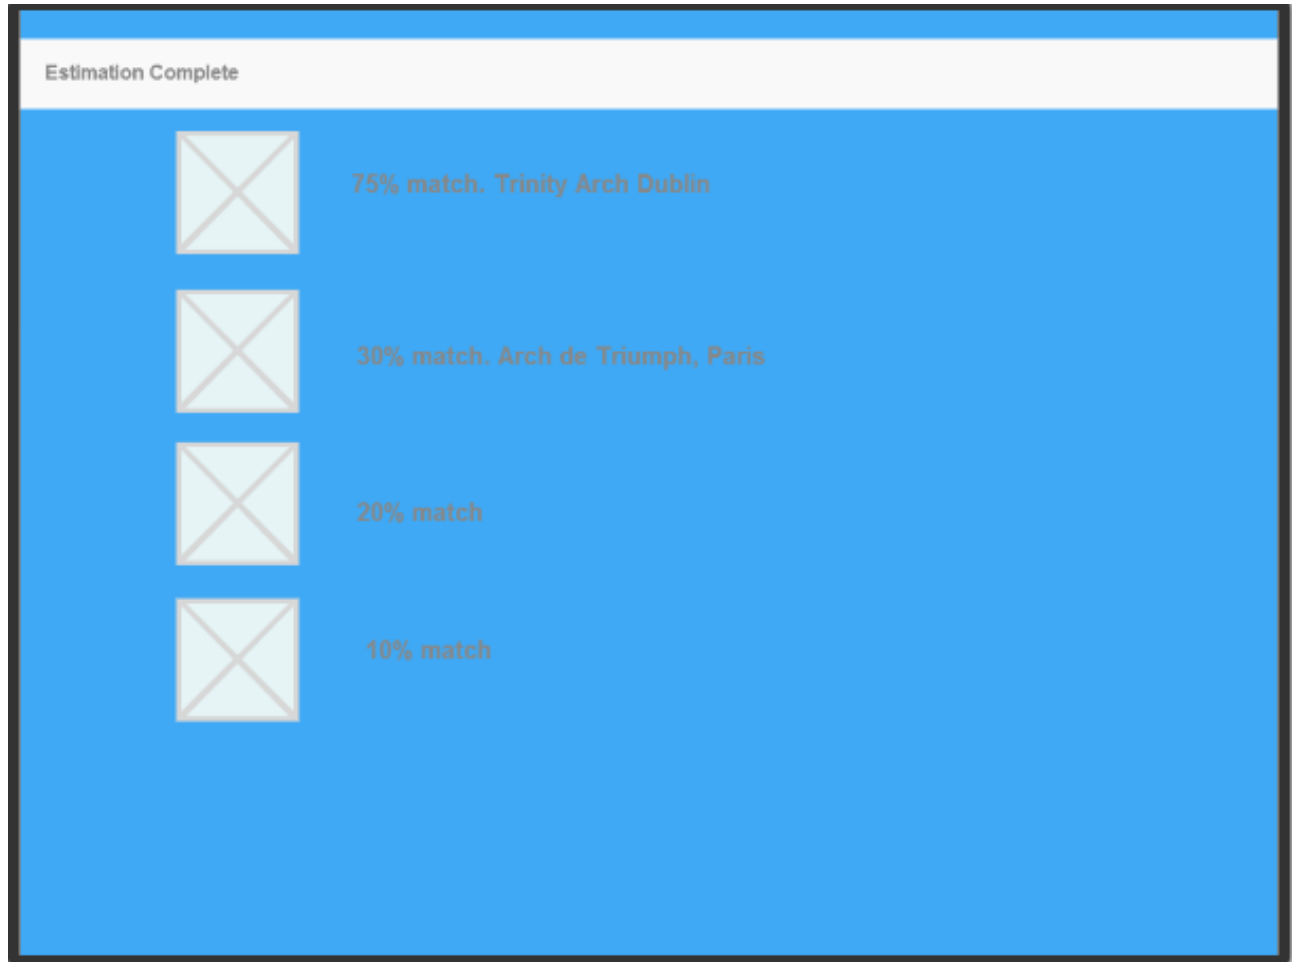 Estimation Complete
75% match. Trinity Arch Dublin
30% match. Arch de Triumph, Paris
20% match
10% match